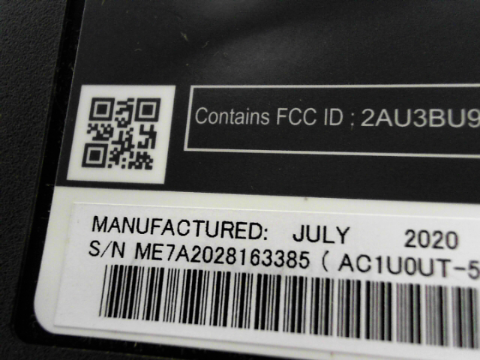 Contains FCC ID : 2AU3BU9
MANUFACTURED: JULY 2020
S/N ME7A2028163385 ( AC1U0UT-5